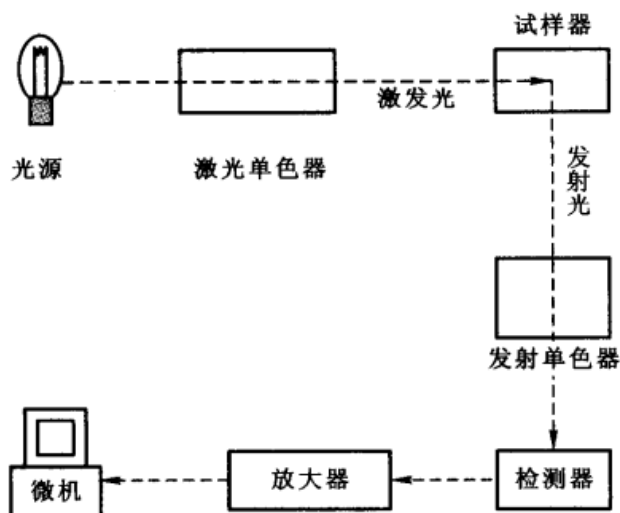 试样器
激发光
光源
激光单色器
发射光
发射单色器
微机
放大器
检测器